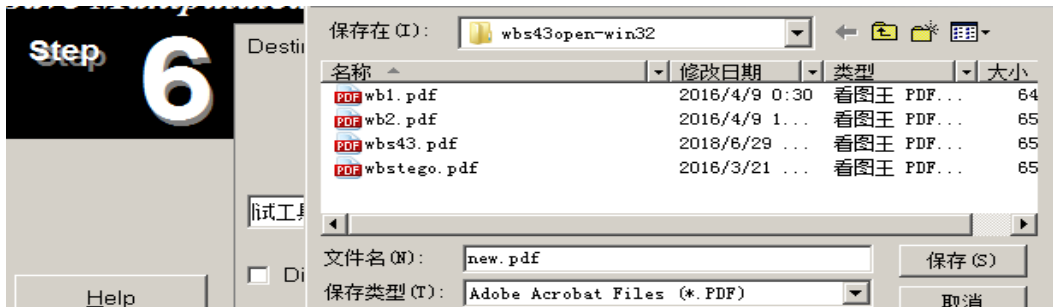 Step 6
Desti
试工具
Di
Help
保存在(I):
wbs43open-win32
名称 修改日期 类型 大小
wb1.pdf 2016/4/9 0:30 看图王 PDF... 64
wb2.pdf 2016/4/9 1... 看图王 PDF... 65
wbs43.pdf 2018/6/29 ... 看图王 PDF... 65
wbstego.pdf 2016/3/21 ... 看图王 PDF... 65
文件名(N): new.pdf 保存(S)
保存类型(T): Adobe Acrobat Files (*.PDF) 取消